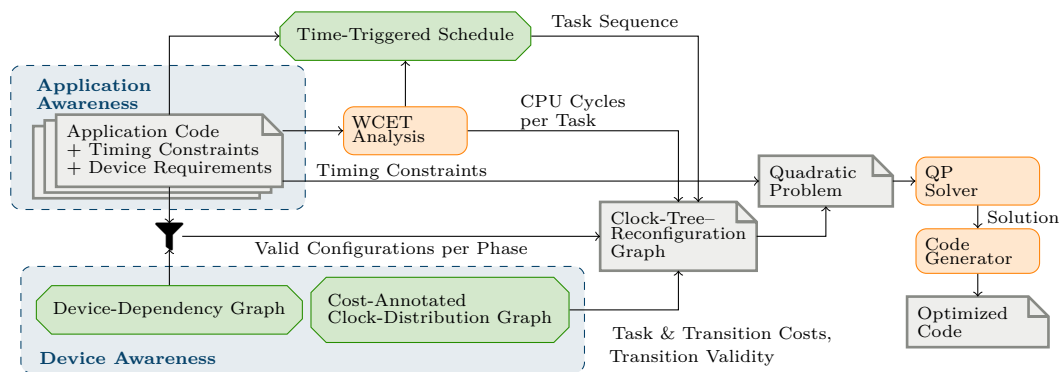 Time-Triggered Schedule
Task Sequence
Application
Awareness
Application Code
+ Timing Constraints
+ Device Requirements
WCET
Analysis
CPU Cycles
per Task
Timing Constraints
Quadratic
Problem
QP
Solver
Solution
Code
Generator
Optimized
Code
Clock-Tree–
Reconfiguration
Graph
Valid Configurations per Phase
Device-Dependency Graph
Cost-Annotated
Clock-Distribution Graph
Task & Transition Costs,
Transition Validity
Device Awareness